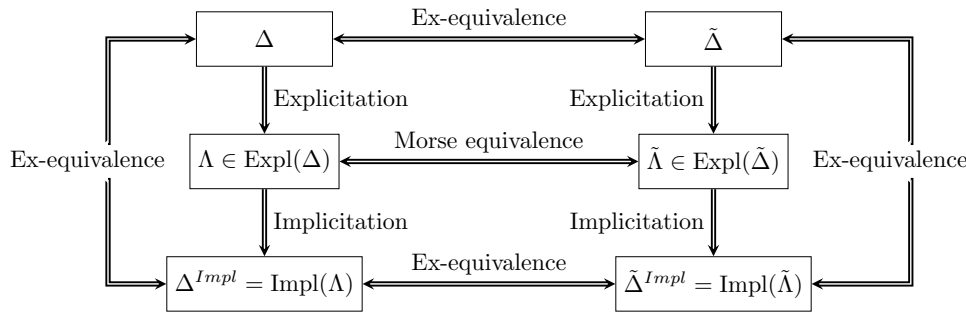 Ex-equivalence
Δ
Δ̃
Explicitation
Explicitation
Ex-equivalence
Λ ∈ Expl(Δ)
Morse equivalence
Λ̃ ∈ Expl(Δ̃)
Ex-equivalence
Implicitation
Implicitation
Δ^{Impl} = Impl(Λ)
Ex-equivalence
Δ̃^{Impl} = Impl(Λ̃)